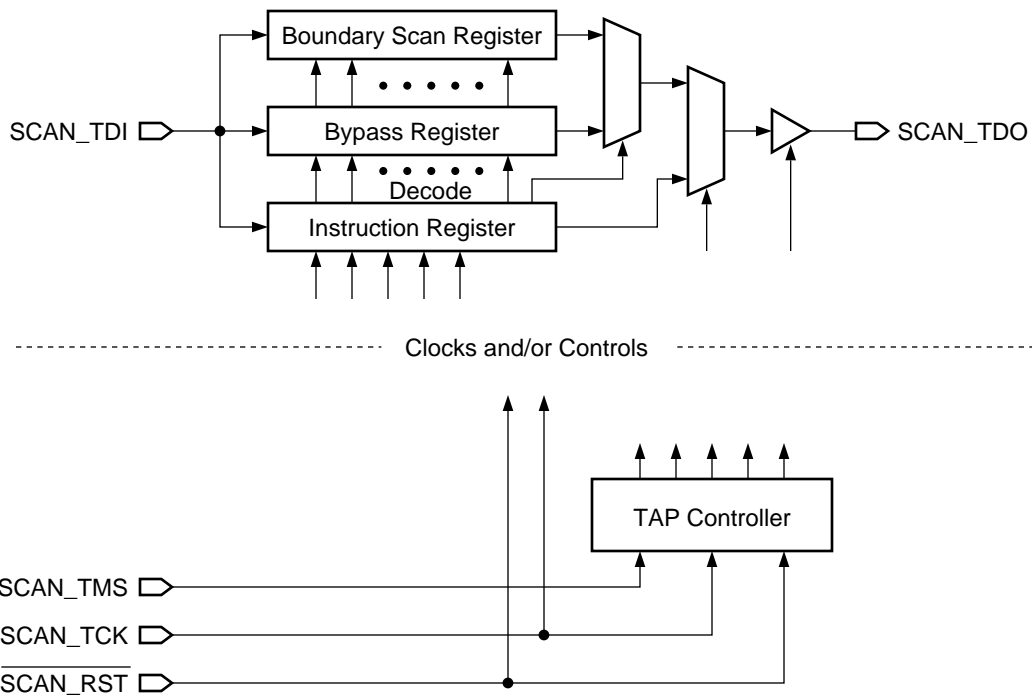 Boundary Scan Register
SCAN_TDI
Bypass Register
SCAN_TDO
Decode
Instruction Register
Clocks and/or Controls
TAP Controller
SCAN_TMS
SCAN_TCK
SCAN_RST